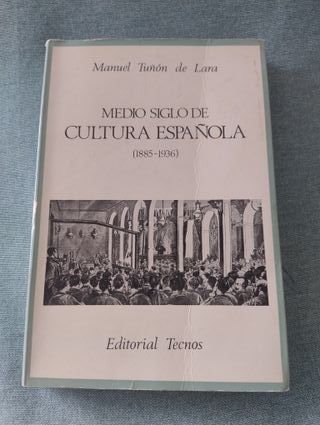 Manuel Tuñón de Lara
MEDIO SIGLO DE
CULTURA ESPAÑOLA
(1885-1936)
Editorial Tecnos